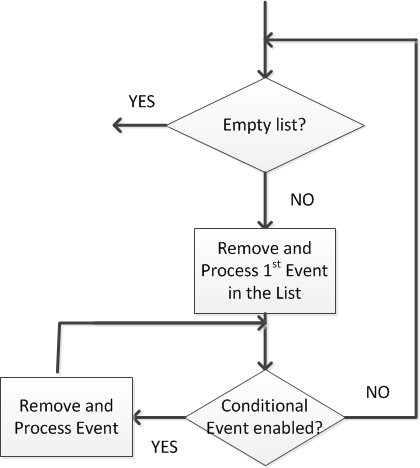 YES
Empty list?
NO
Remove and
Process 1st Event
in the List
Remove and
Process Event
YES
Conditional
Event enabled?
NO